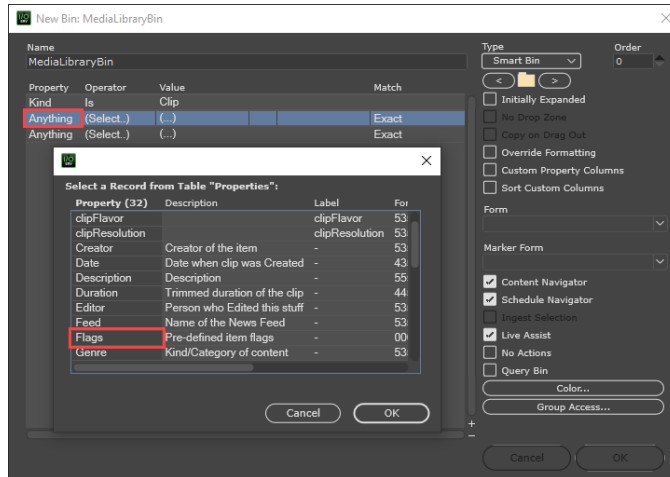 New Bin: MediaLibraryBin
Name
MediaLibraryBin
Type
Order
Smart Bin
0
Property Operator Value Match
Kind Is Clip
Anything (Select..) (...) Exact
Anything (Select..) (...) Exact
< >
Initially Expanded
No Drop Zone
Copy on Drag Out
Override Formatting
Custom Property Columns
Sort Custom Columns
Form
Marker Form
Content Navigator
Schedule Navigator
Ingest Selection
Live Assist
No Actions
Query Bin
Color...
Group Access...
+
-
Cancel OK
Select a Record from Table "Properties":
Property (32) Description Label For
clipFlavor clipFlavor 53
clipResolution clipResolution 53
Creator Creator of the item - 53
Date Date when clip was Created - 43
Description Description - 55
Duration Trimmed duration of the clip - 44
Editor Person who Edited this stuff - 53
Feed Name of the News Feed - 53
Flags Pre-defined item flags - 00
Genre Kind/Category of content - 53
Cancel OK